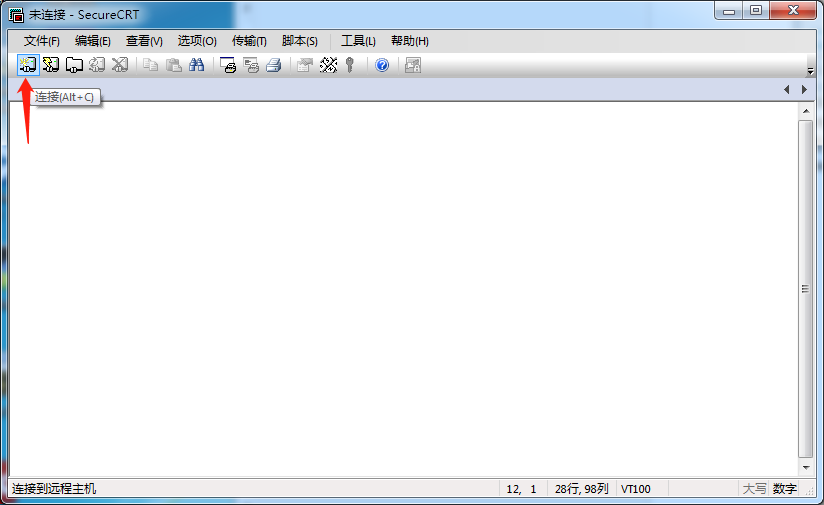 未连接 - SecureCRT
文件(F) 编辑(E) 查看(V) 选项(O) 传输(T) 脚本(S) 工具(L) 帮助(H)
连接(Alt+C)
连接到远程主机 12, 1 28行, 98列 VT100 大写 数字